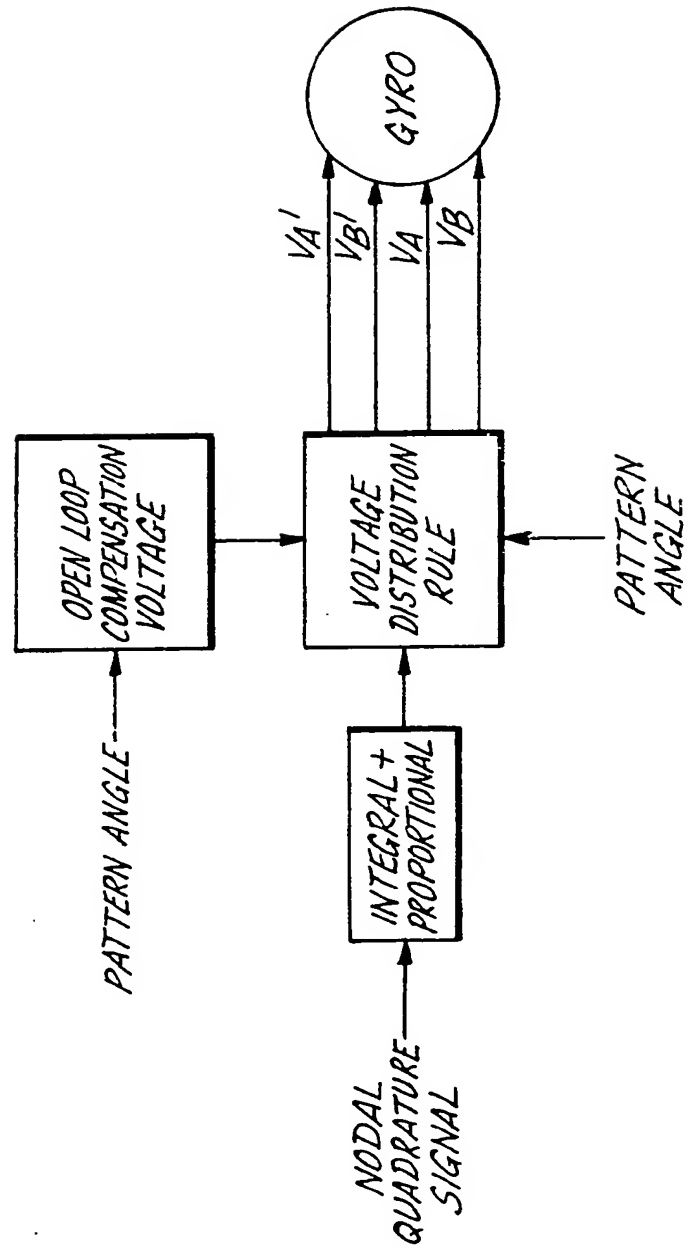 PATTERN ANGLE
OPEN LOOP
COMPENSATION
VOLTAGE
NODAL
QUADRATURE
SIGNAL
INTEGRAL +
PROPORTIONAL
VOLTAGE
DISTRIBUTION
RULE
VA'
VB'
VA
VB
GYRO
PATTERN
ANGLE